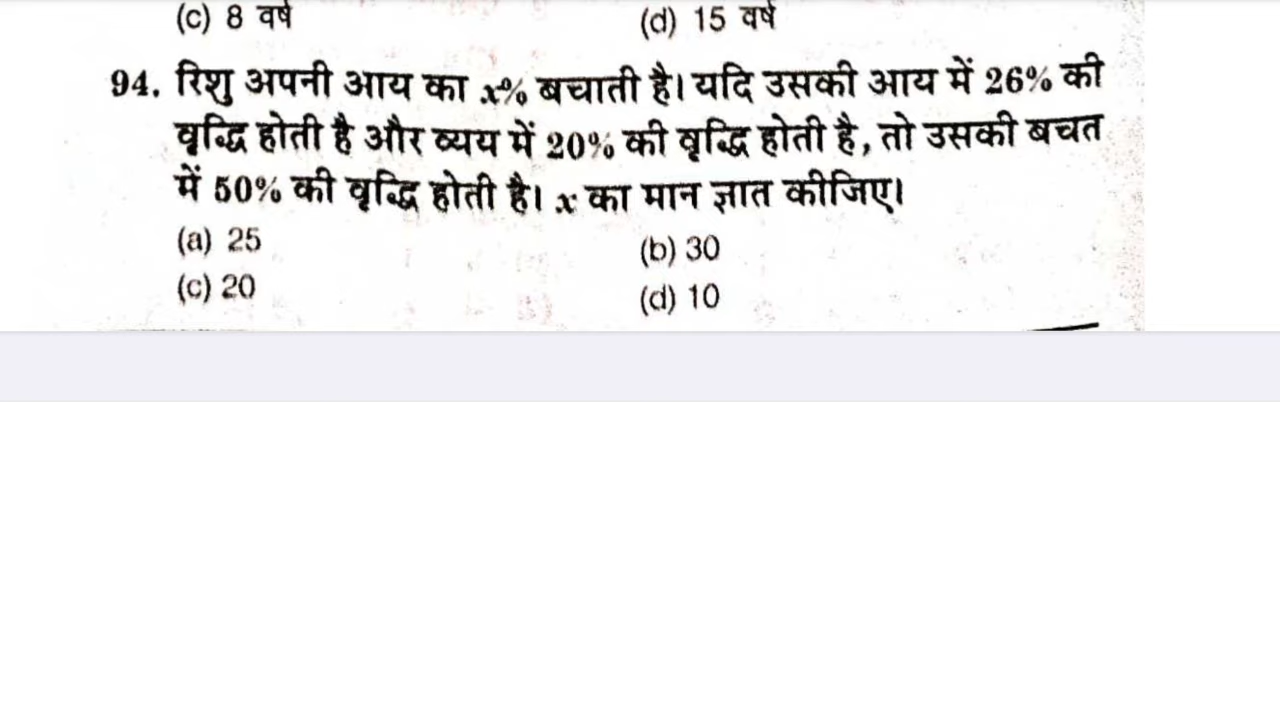 (c) 8 वर्ष (d) 15 वर्ष
94. रिशु अपनी आय का x% बचाती है। यदि उसकी आय में 26% की
वृद्धि होती है और व्यय में 20% की वृद्धि होती है, तो उसकी बचत
में 50% की वृद्धि होती है। x का मान ज्ञात कीजिए।
(a) 25 (b) 30
(c) 20 (d) 10